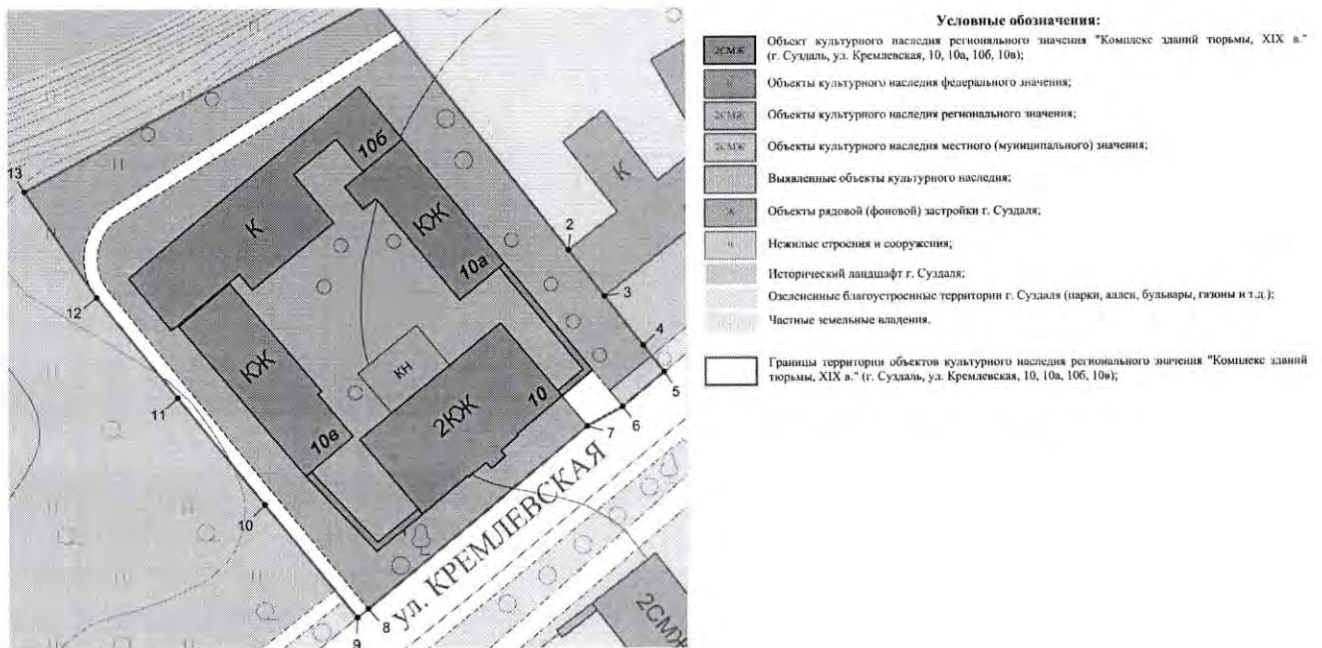 10б
К
КЖ
10а
КЖ
КН
2КЖ
10
10в
К
2
3
4
5
6
7
8
9
10
11
12
13
ул. КРЕМЛЕВСКАЯ
2СМЖ
Условные обозначения:
2СМЖ
Объект культурного наследия регионального значения "Комплекс зданий тюрьмы, XIX в."
(г. Суздаль, ул. Кремлевская, 10, 10а, 10б, 10в);
Объекты культурного наследия федерального значения;
2СМЖ
Объекты культурного наследия регионального значения;
2СМЖ
Объекты культурного наследия местного (муниципального) значения;
Выявленные объекты культурного наследия;
Ж
Объекты рядовой (фоновой) застройки г. Суздаля;
Н
Нежилые строения и сооружения;
Исторический ландшафт г. Суздаля;
Озелененные благоустроенные территории г. Суздаля (парки, аллеи, бульвары, газоны и т.д.);
Частные земельные владения.
Границы территории объектов культурного наследия регионального значения "Комплекс зданий
тюрьмы, XIX в." (г. Суздаль, ул. Кремлевская, 10, 10а, 10б, 10в);